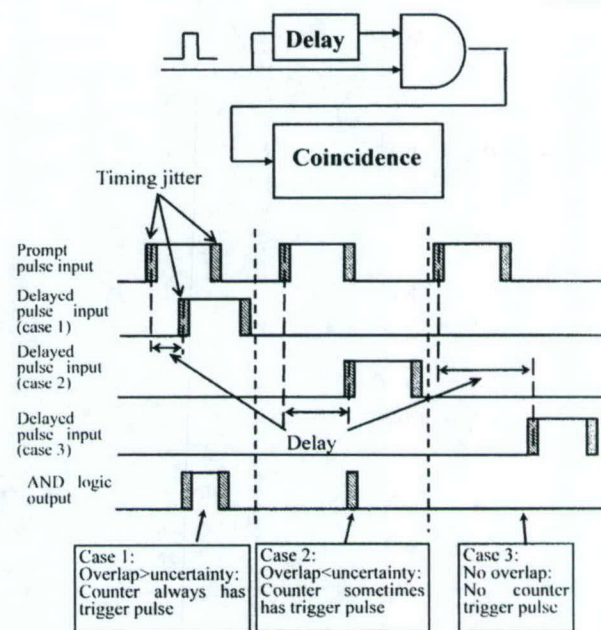 Delay
Coincidence
Timing jitter
Prompt
pulse input
Delayed
pulse input
(case 1)
Delayed
pulse input
(case 2)
Delayed
pulse input
(case 3)
Delay
AND logic
output
Case 1:
Overlap>uncertainty:
Counter always has
trigger pulse
Case 2:
Overlap<uncertainty:
Counter sometimes
has trigger pulse
Case 3:
No overlap:
No counter
trigger pulse